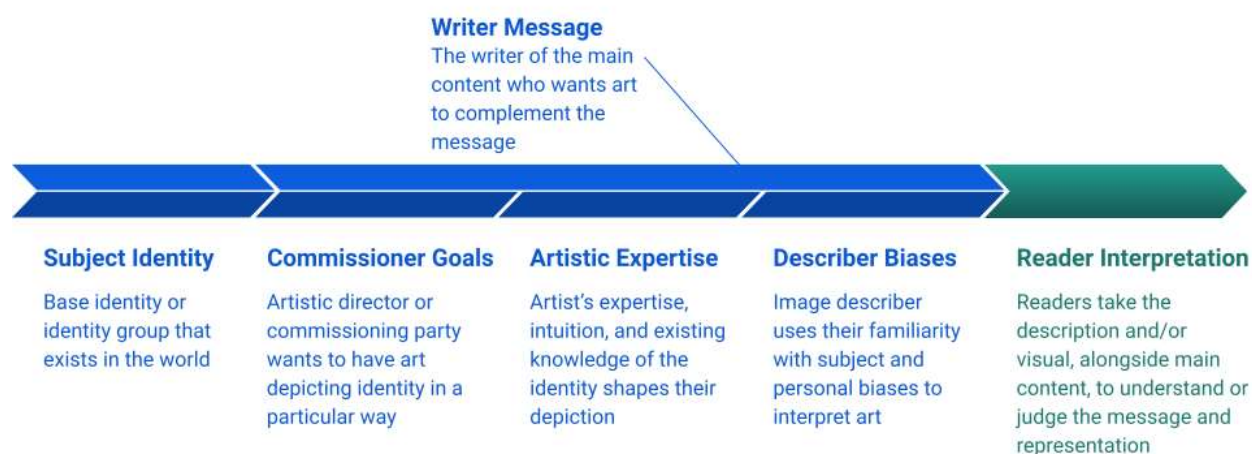 Writer Message
The writer of the main
content who wants art
to complement the
message
Subject Identity
Base identity or
identity group that
exists in the world
Commissioner Goals
Artistic director or
commissioning party
wants to have art
depicting identity in a
particular way
Artistic Expertise
Artist's expertise,
intuition, and existing
knowledge of the
identity shapes their
depiction
Describer Biases
Image describer
uses their familiarity
with subject and
personal biases to
interpret art
Reader Interpretation
Readers take the
description and/or
visual, alongside main
content, to understand or
judge the message and
representation